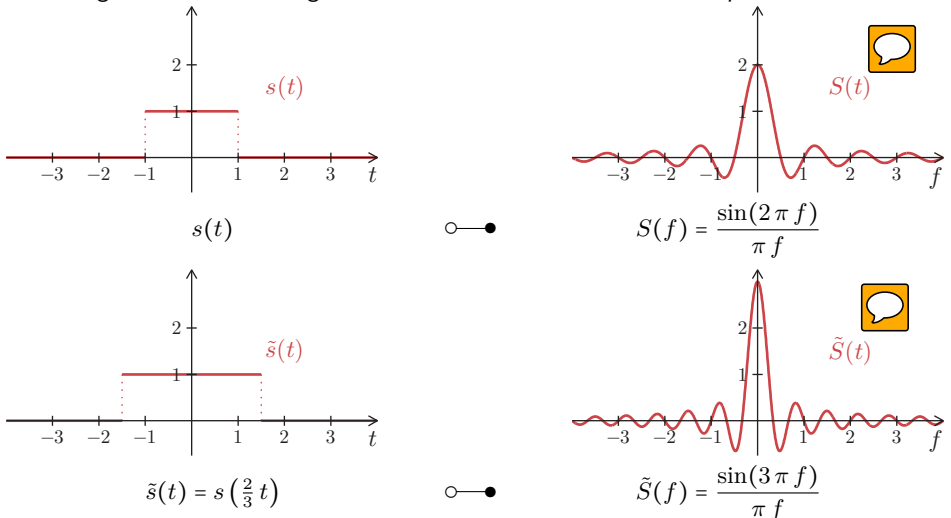 2
s(t)
S(t)
2
1
1
−3 −2 −1 1 2 3 t
−3 −2 −1 1 2 3 f
s(t) ○—● S(f) = sin(2 π f) / π f
2
s̃(t)
S̃(t)
2
1
1
−3 −2 −1 1 2 3 t
−3 −2 −1 1 2 3 f
s̃(t) = s (2/3 t) ○—● S̃(f) = sin(3 π f) / π f